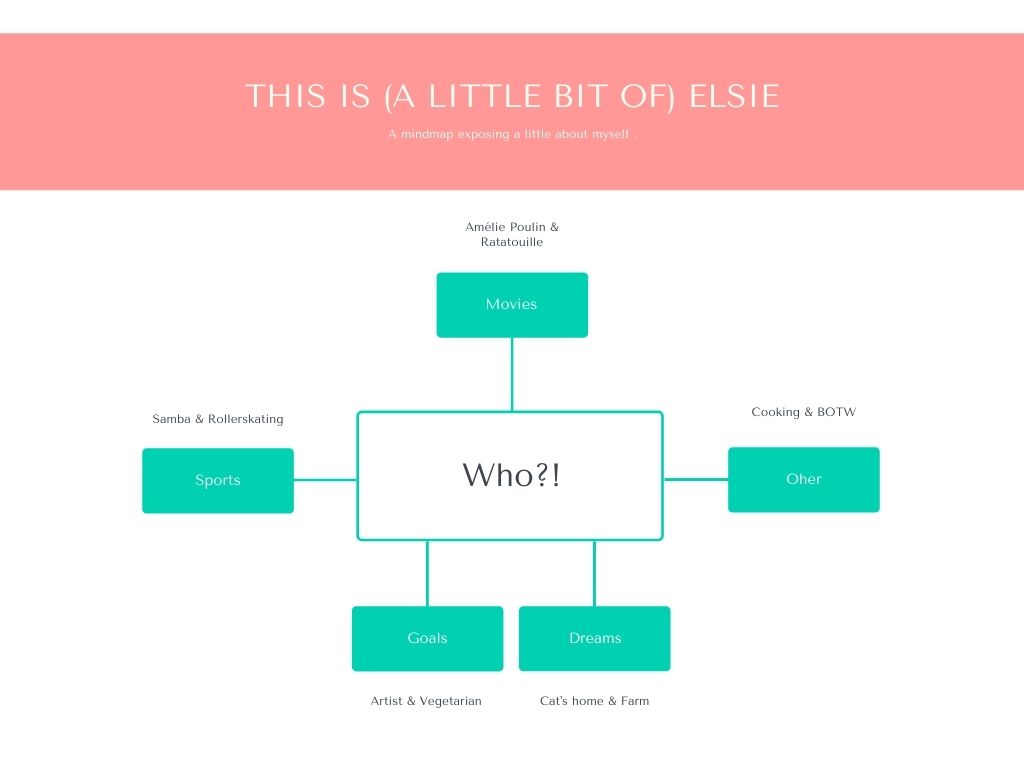 THIS IS (A LITTLE BIT OF) ELSIE
A mindmap exposing a little about myself .
Amélie Poulin &
Ratatouille
Movies
Samba & Rollerskating
Cooking & BOTW
Sports
Who?!
Oher
Goals
Dreams
Artist & Vegetarian
Cat's home & Farm